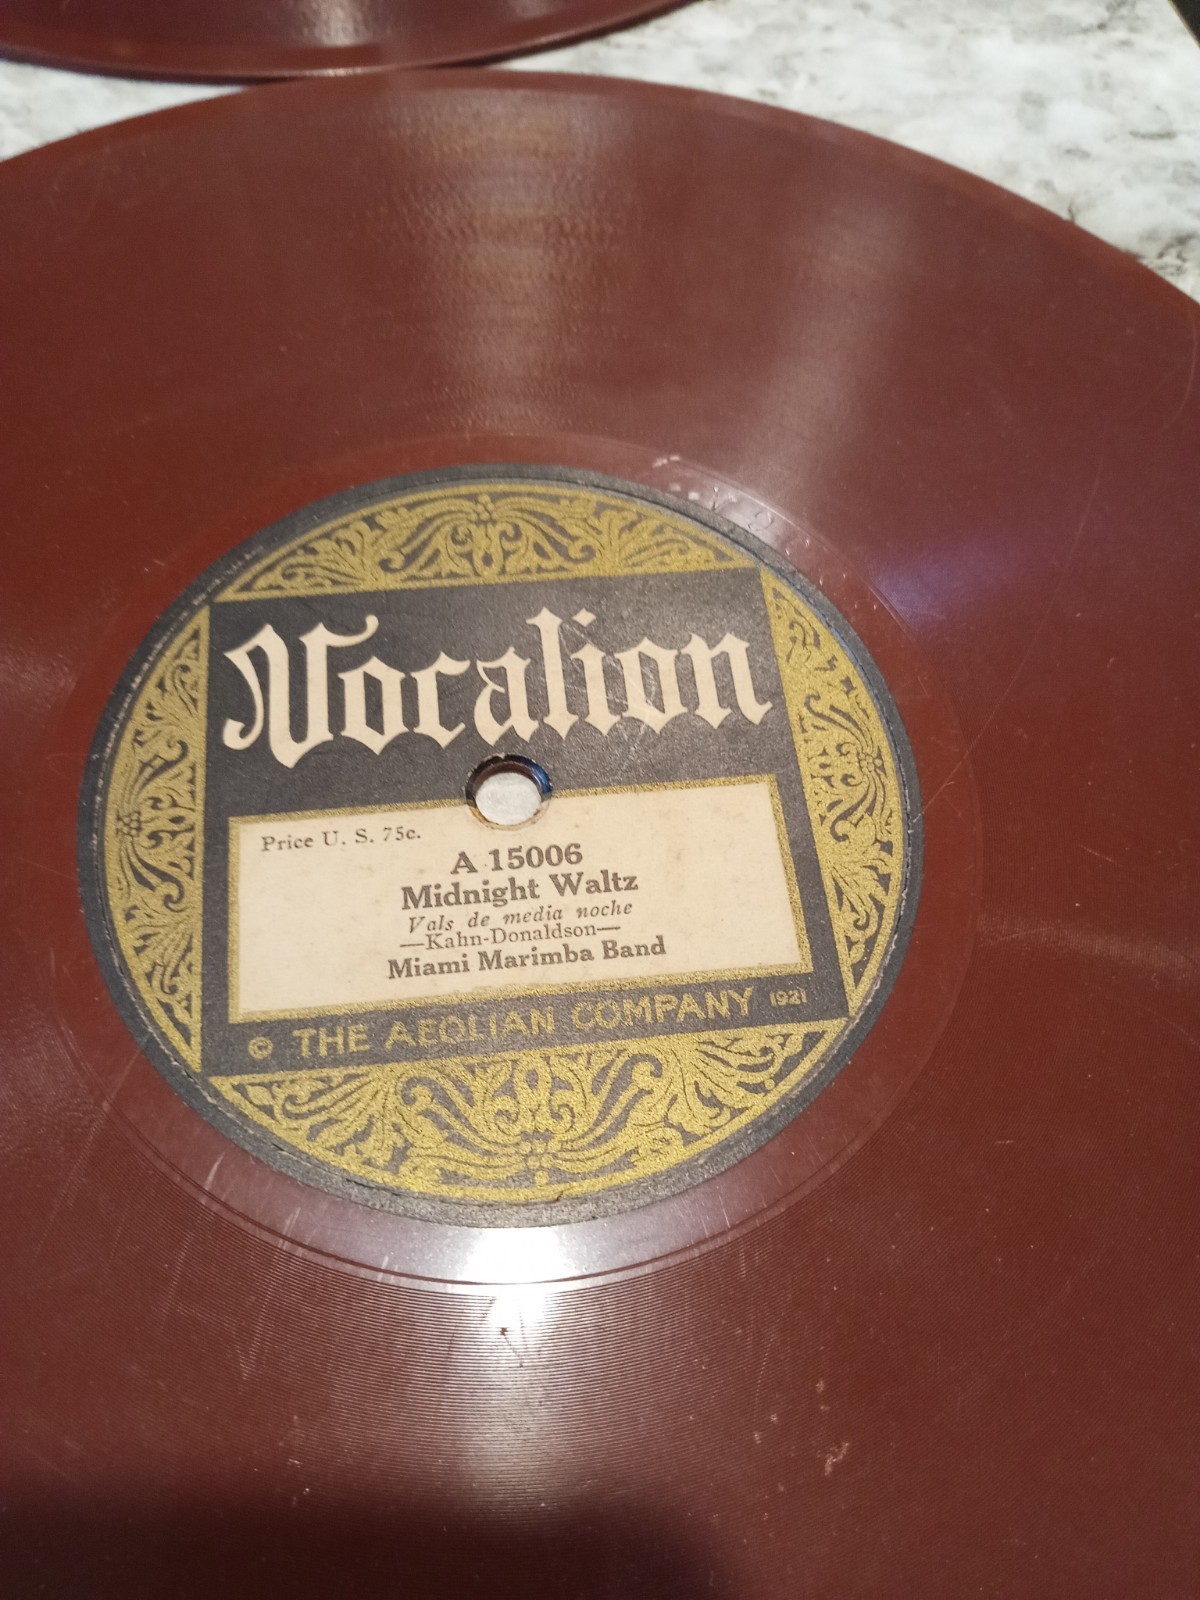 Vocalion
Price U. S. 75c.
A 15006
Midnight Waltz
Vals de media noche
—Kahn-Donaldson—
Miami Marimba Band
© THE AEOLIAN COMPANY 1921